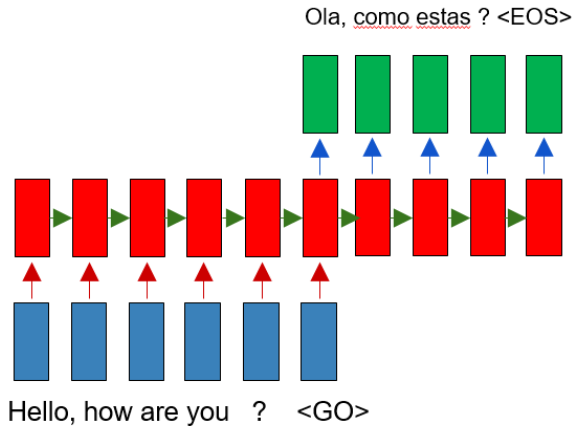 Ola, como estas ? <EOS>
Hello, how are you ? <GO>